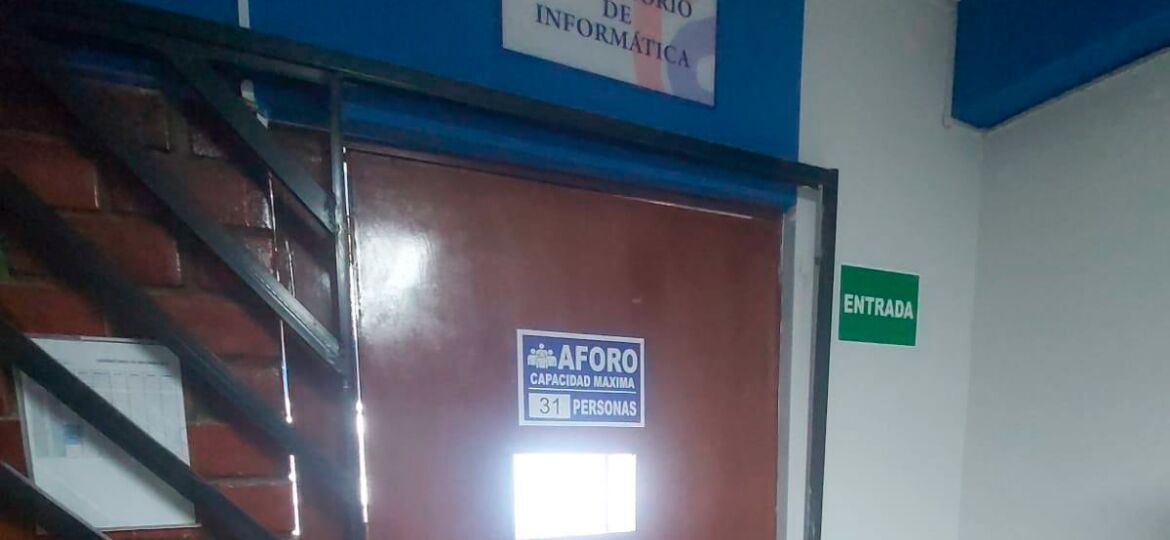 DE
INFORMÁTICA
ENTRADA
AFORO
CAPACIDAD MAXIMA
31 PERSONAS